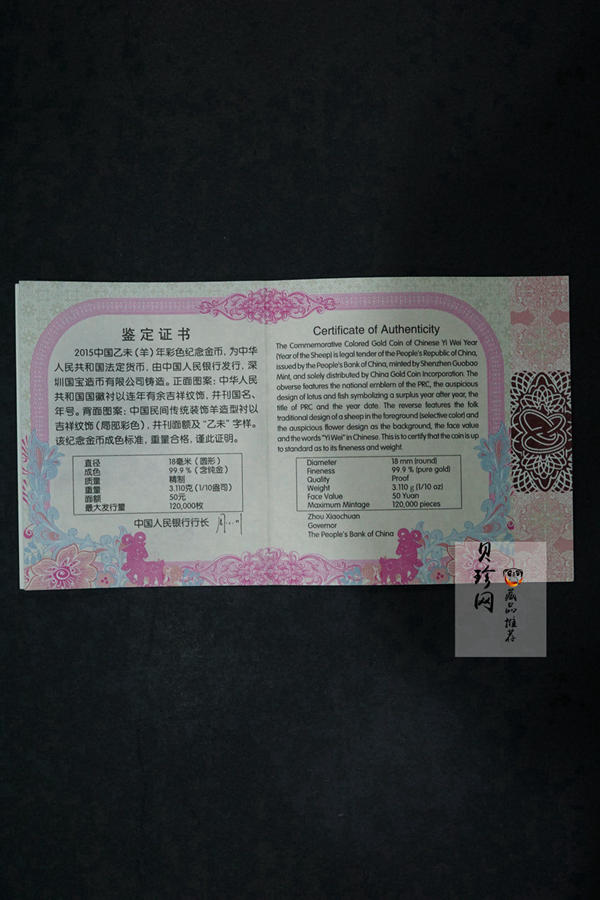 鉴定证书
2015中国乙未(羊)年彩色纪念金币,为中华
人民共和国法定货币,由中国人民银行发行,深
圳国宝造币有限公司铸造。正面图案:中华人民
共和国国徽衬以连年有余吉祥纹饰,并刊国名、
年号。背面图案:中国民间传统装饰羊造型衬以
吉祥纹饰(局部彩色),并刊面额及“乙未”字样。
该纪念金币成色标准,重量合格,谨此证明。
直径 18毫米(圆形)
成色 99.9%(含纯金)
质量 精制
重量 3.110克(1/10盎司)
面额 50元
最大发行量 120,000枚
中国人民银行行长
Certificate of Authenticity
The Commemorative Colored Gold Coin of Chinese Yi Wei Year
(Year of the Sheep) is legal tender of the People's Republic of China,
issued by the People's Bank of China, minted by Shenzhen Guobao
Mint, and solely distributed by China Gold Coin Incorporation. The
obverse features the national emblem of the PRC, the auspicious
design of lotus and fish symbolizing a surplus year after year, the
title of PRC and the year date. The reverse features the folk
traditional design of a sheep in the foreground (selective color) and
the auspicious flower design as the background, the face value
and the words "Yi Wei" in Chinese. This is to certify that the coin is up
to standard as to its fineness and weight.
Diameter 18 mm (round)
Fineness 99.9 % (pure gold)
Quality Proof
Weight 3.110 g (1/10 oz)
Face Value 50 Yuan
Maximum Mintage 120,000 pieces
Zhou Xiaochuan
Governor
The People's Bank of China
贝珍网
藏品推荐